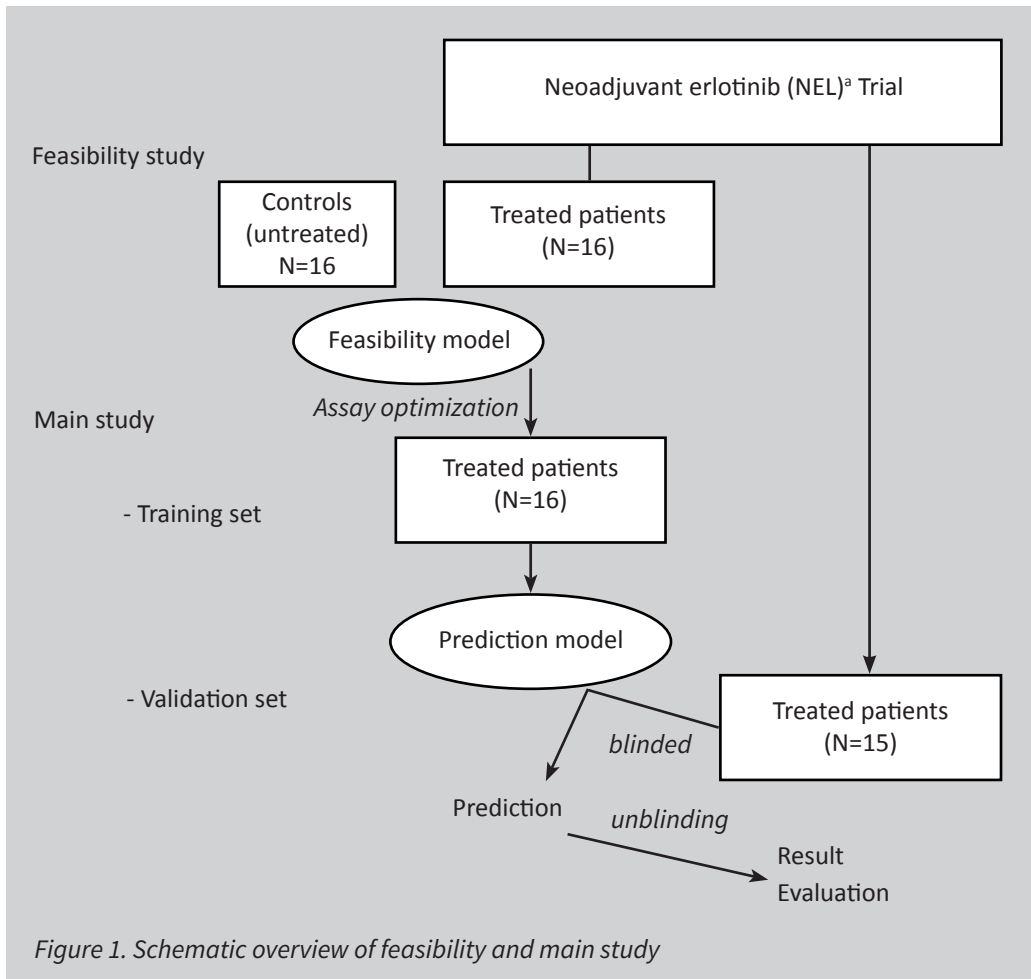 Neoadjuvant erlotinib (NEL)ᵃ Trial
Feasibility study
Controls
(untreated)
N=16
Treated patients
(N=16)
Feasibility model
Assay optimization
Main study
Treated patients
(N=16)
- Training set
Prediction model
- Validation set
Treated patients
(N=15)
blinded
Prediction
unblinding
Result
Evaluation
Figure 1. Schematic overview of feasibility and main study